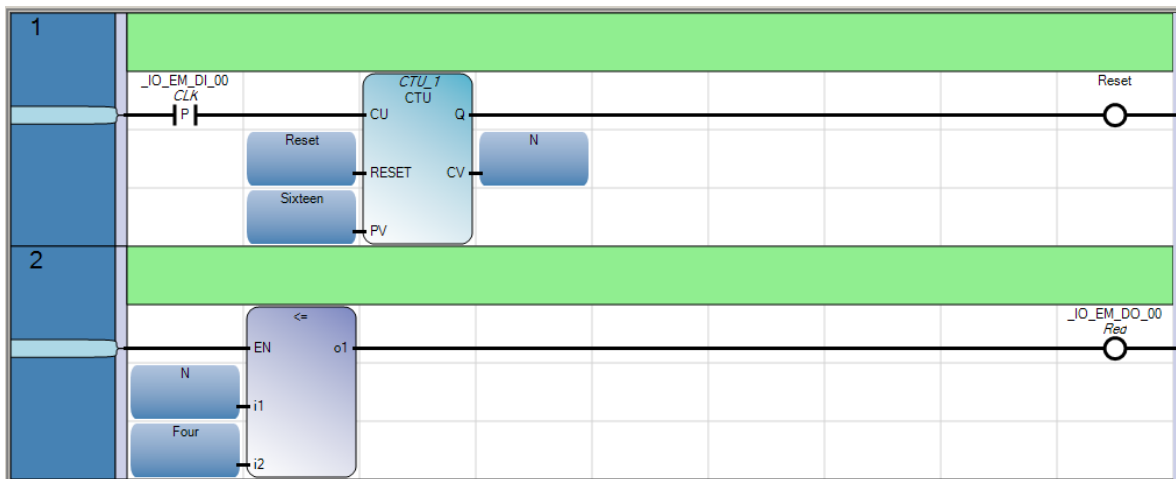 1
_IO_EM_DI_00
CLK
P
CTU_1
CTU
CU
Q
Reset
Reset
RESET
CV
N
Sixteen
PV
2
<=
EN
o1
_IO_EM_DO_00
Red
N
i1
Four
i2